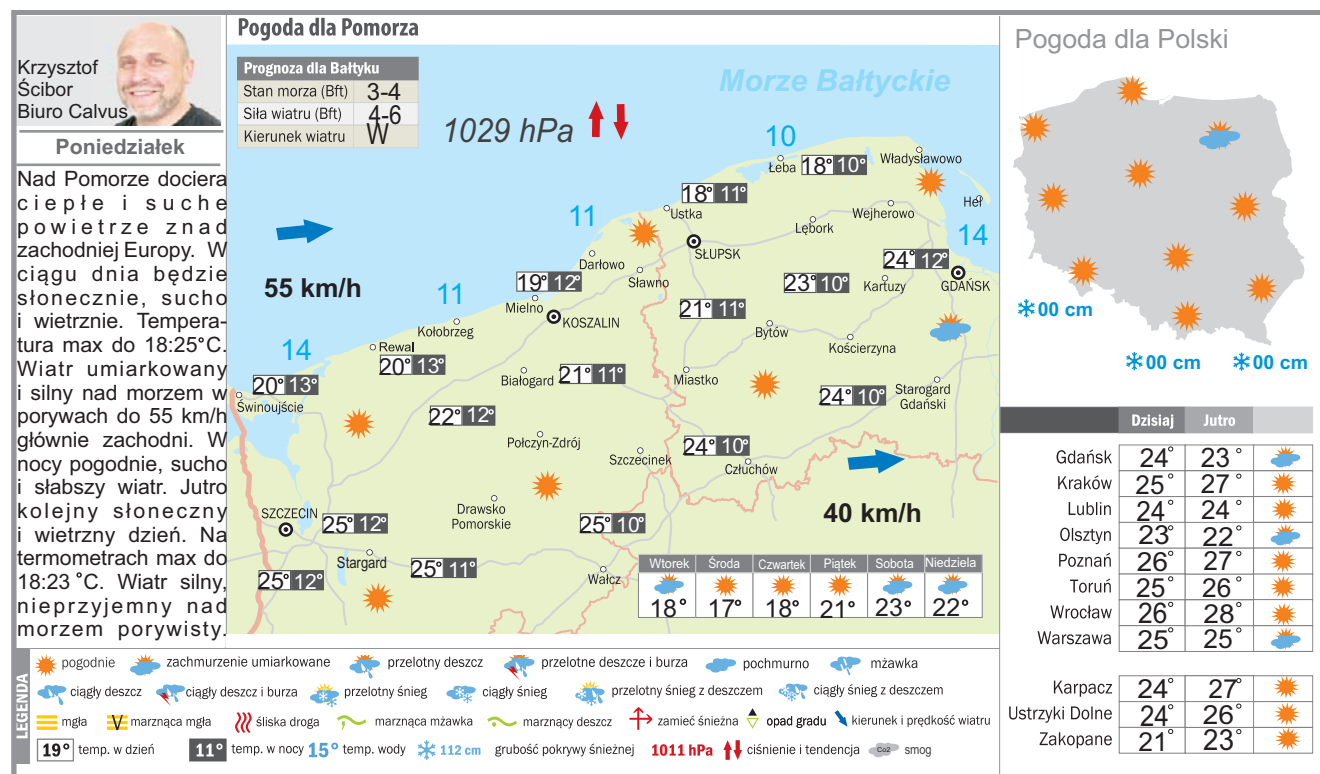 Krzysztof
Ścibor
Biuro Calvus
Poniedziałek
Nad Pomorze dociera
ciepłe i suche
powietrze znad
zachodniej Europy. W
ciągu dnia będzie
słonecznie, sucho
i wietrznie. Tempera-
tura max do 18:25°C.
Wiatr umiarkowany
i silny nad morzem w
porywach do 55 km/h
głównie zachodni. W
nocy pogodnie, sucho
i słabszy wiatr. Jutro
kolejny słoneczny
i wietrzny dzień. Na
termometrach max do
18:23 °C. Wiatr silny,
nieprzyjemny nad
morzem porywisty.
Pogoda dla Pomorza
Prognoza dla Bałtyku
Stan morza (Bft) 3-4
Siła wiatru (Bft) 4-6
Kierunek wiatru W
Morze Bałtyckie
1029 hPa
10
Łeba
18° 10°
Władysławowo
Hel
18° 11°
Ustka
11
Wejherowo
Lębork
14
SŁUPSK
24° 12°
GDAŃSK
Darłowo
Sławno
23° 10°
Kartuzy
55 km/h
19° 12°
Mielno
KOSZALIN
11
Kołobrzeg
21° 11°
Bytów
Kościerzyna
Rewal
20° 13°
14
20° 13°
Świnoujście
Białogard
21° 11°
Miastko
24° 10°
Starogard
Gdański
22° 12°
Połczyn-Zdrój
Szczecinek
24° 10°
Człuchów
40 km/h
Drawsko
Pomorskie
SZCZECIN
25° 12°
25° 10°
Stargard
25° 11°
25° 12°
Wałcz
Wtorek Środa Czwartek Piątek Sobota Niedziela
18° 17° 18° 21° 23° 22°
Pogoda dla Polski
00 cm
00 cm 00 cm
Dzisiaj Jutro
Gdańsk 24° 23°
Kraków 25° 27°
Lublin 24° 24°
Olsztyn 23° 22°
Poznań 26° 27°
Toruń 25° 26°
Wrocław 26° 28°
Warszawa 25° 25°
Karpacz 24° 27°
Ustrzyki Dolne 24° 26°
Zakopane 21° 23°
LEGENDA
pogodnie zachmurzenie umiarkowane przelotny deszcz przelotne deszcze i burza pochmurno mżawka
ciągły deszcz ciągły deszcz i burza przelotny śnieg ciągły śnieg przelotny śnieg z deszczem ciągły śnieg z deszczem
mgła marznąca mgła śliska droga marznąca mżawka marznący deszcz zamieć śnieżna opad gradu kierunek i prędkość wiatru
19° temp. w dzień 11° temp. w nocy 15° temp. wody 112 cm grubość pokrywy śnieżnej 1011 hPa ciśnienie i tendencja Co2 smog